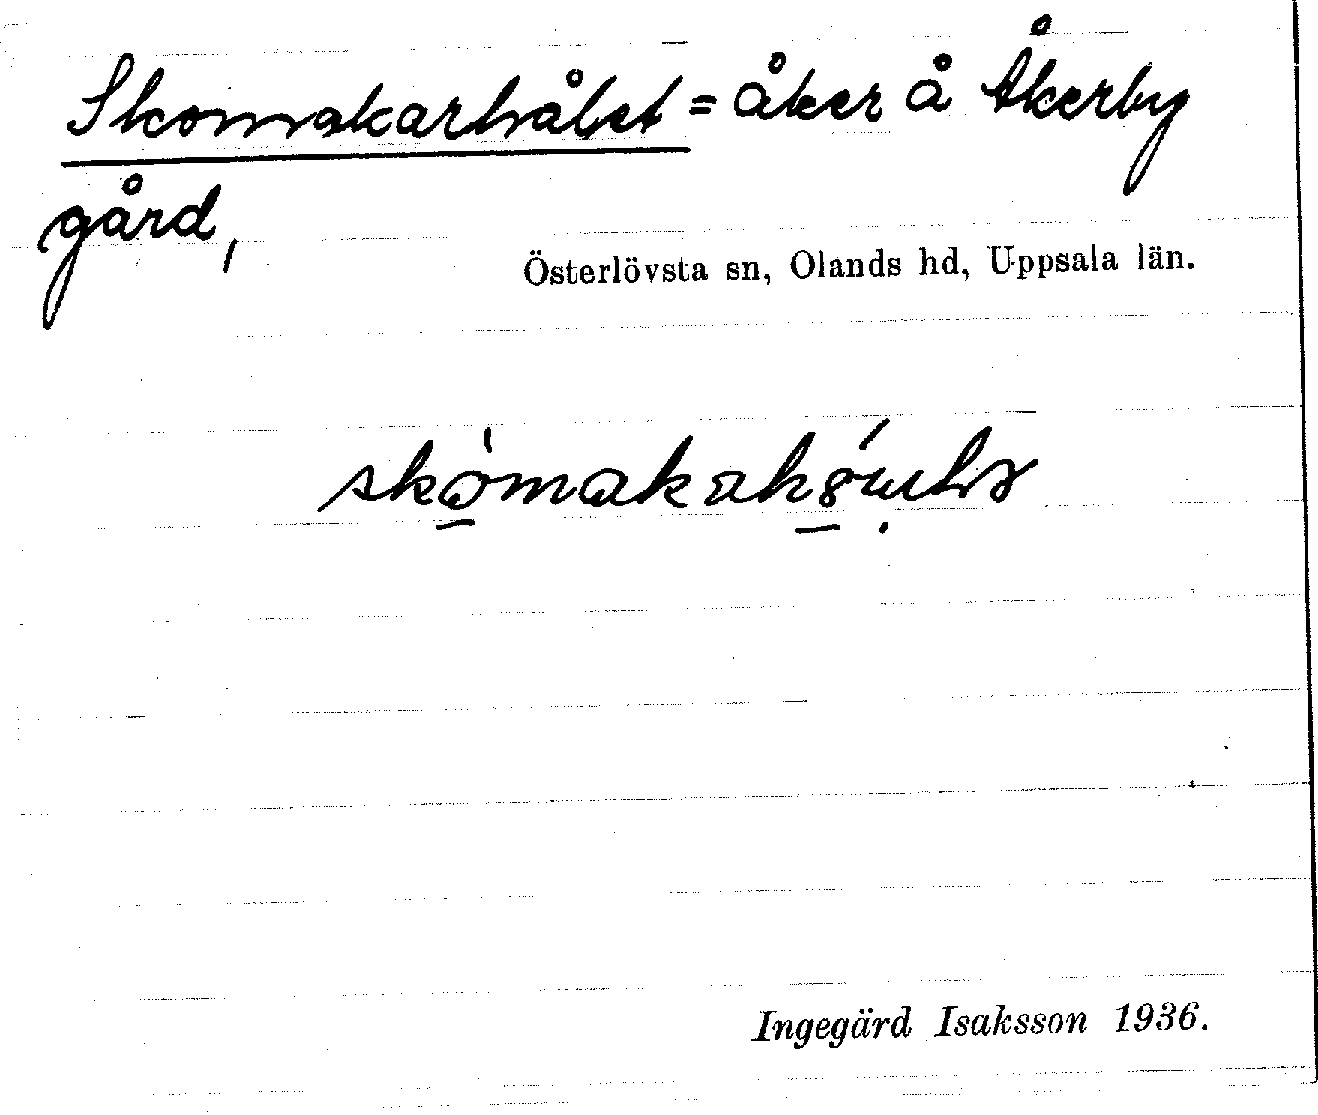 Skomakarhålet = åker å Åkerby
gård,
Österlövsta sn, Olands hd, Uppsala län.
Ingegärd Isaksson 1936.